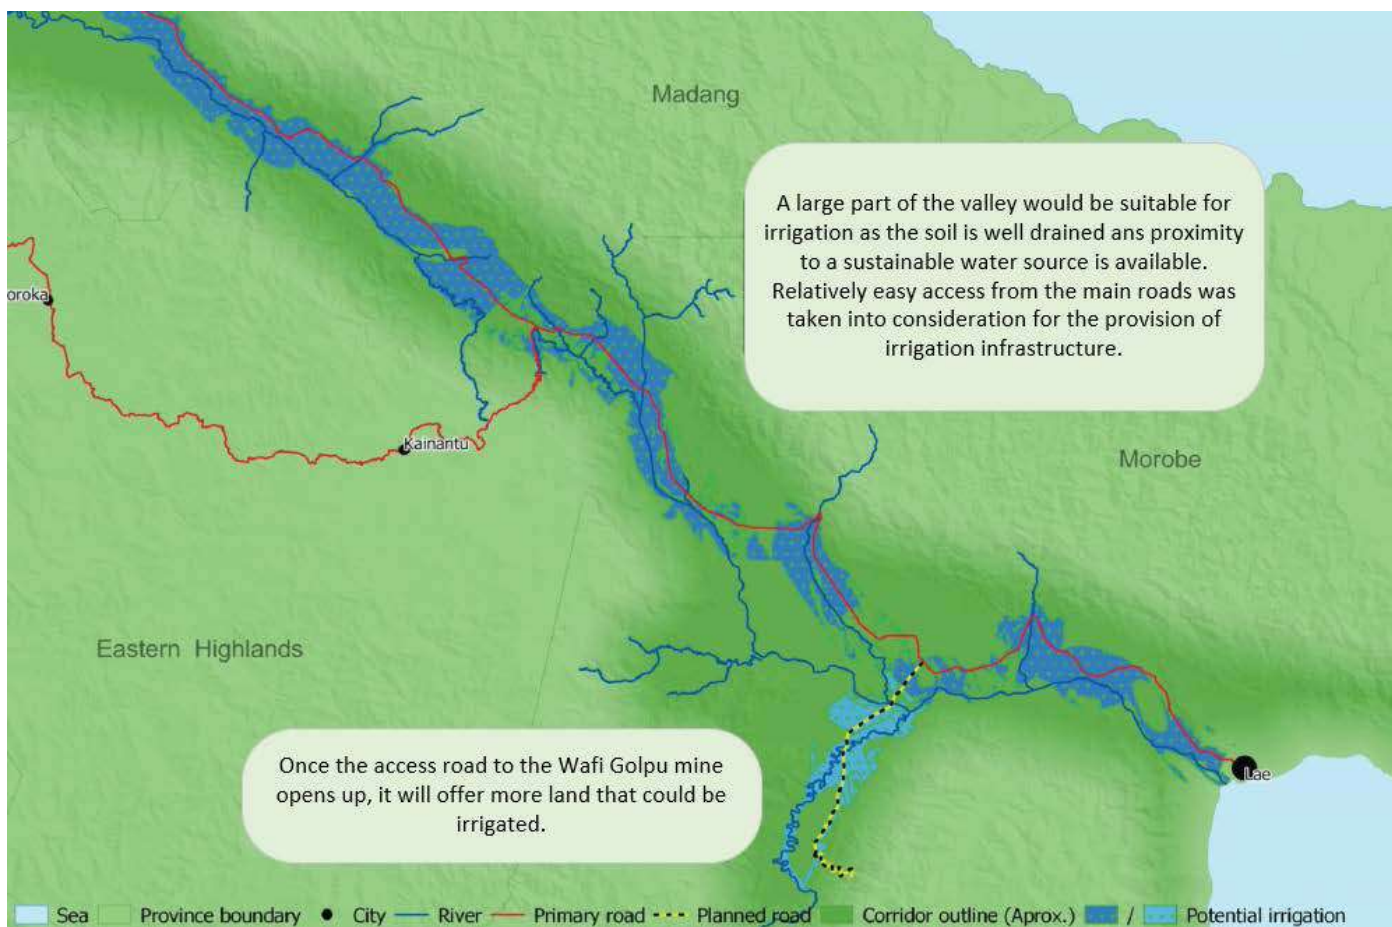 Madang
A large part of the valley would be suitable for
irrigation as the soil is well drained ans proximity
to a sustainable water source is available.
Relatively easy access from the main roads was
taken into consideration for the provision of
irrigation infrastructure.
oroka
Kainantu
Morobe
Eastern Highlands
Once the access road to the Wafi Golpu mine
opens up, it will offer more land that could be
irrigated.
Lae
Sea Province boundary City River Primary road Planned road Corridor outline (Aprox.) / Potential irrigation